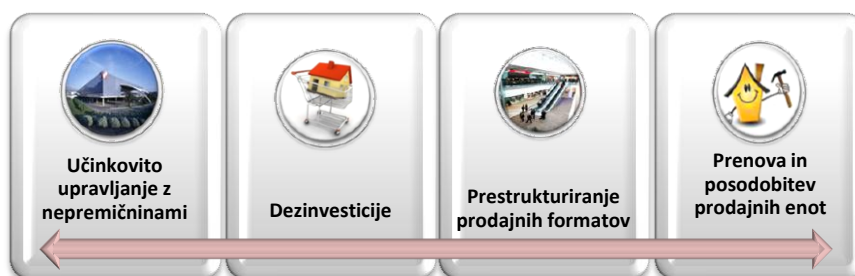 Učinkovito
upravljanje z
nepremičninami
Dezinvesticije
Prestrukturiranje
prodajnih formatov
Prenova in
posodobitev
prodajnih enot